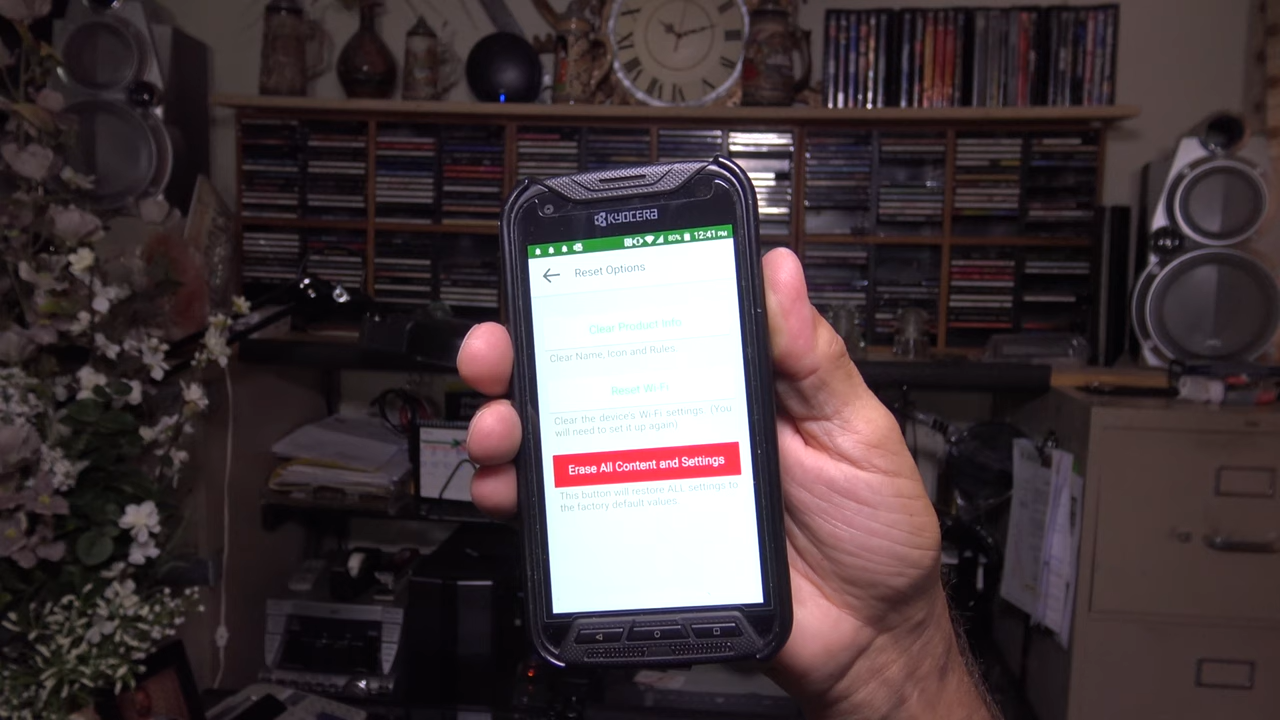 KYOCERA
80% 12:41 PM
Reset Options
Clear Product Info
Clear Name, Icon and Rules.
Reset Wi-Fi
Clear the device's Wi-Fi settings. (You
will need to set it up again)
Erase All Content and Settings
This button will restore ALL settings to
the factory default values.